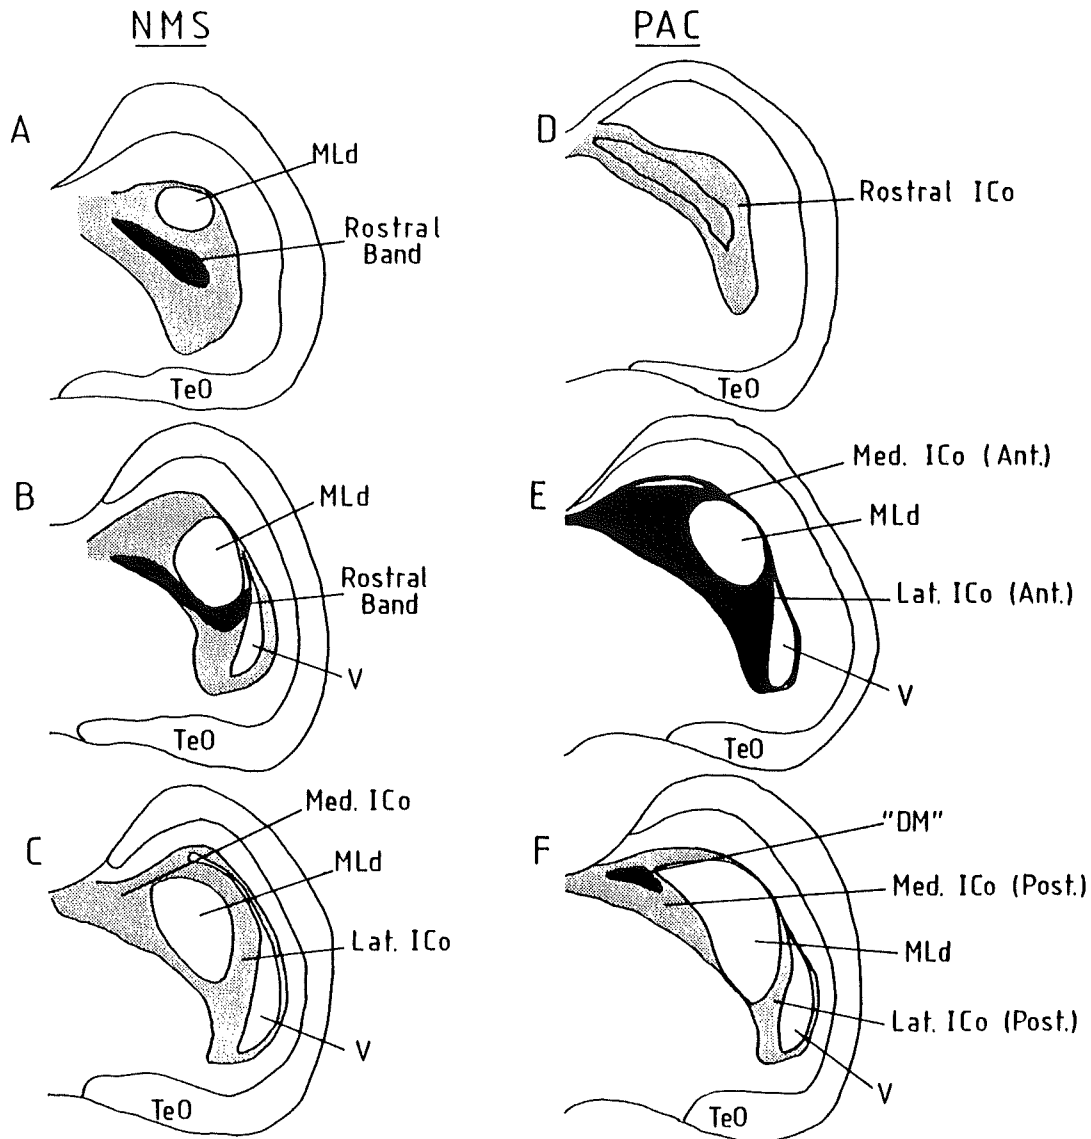 NMS
PAC
A
MLd
Rostral
Band
TeO
B
MLd
Rostral
Band
V
TeO
C
Med. ICo
MLd
Lat. ICo
V
TeO
D
Rostral ICo
TeO
E
Med. ICo (Ant.)
MLd
Lat. ICo (Ant.)
V
TeO
F
"DM"
Med. ICo (Post.)
MLd
Lat. ICo (Post.)
V
TeO